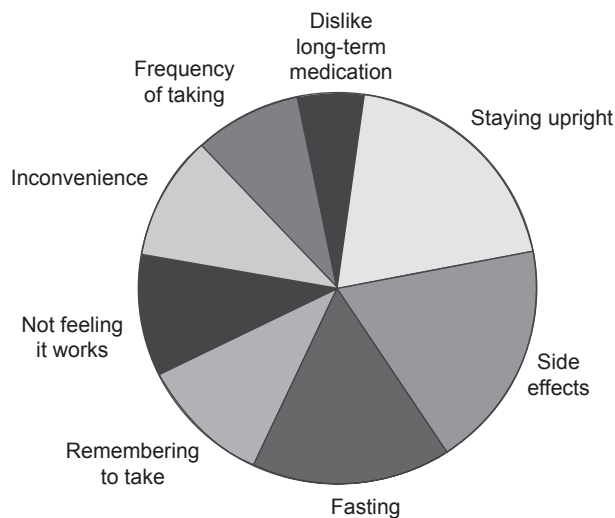 Dislike
long-term
medication
Staying upright
Side
effects
Fasting
Remembering
to take
Not feeling
it works
Inconvenience
Frequency
of taking